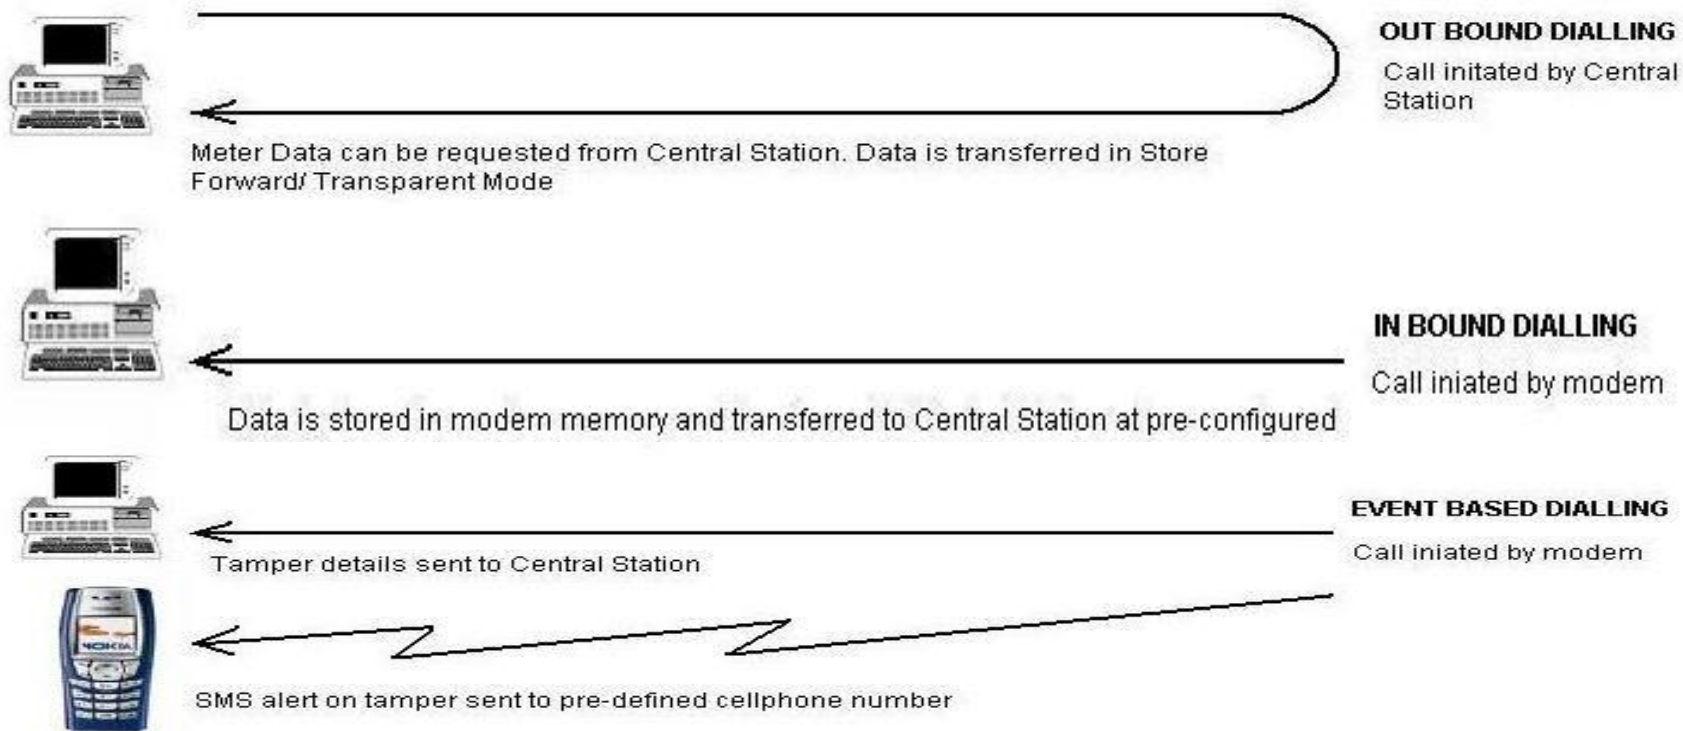 OUT BOUND DIALLING
Call initated by Central
Station
Meter Data can be requested from Central Station. Data is transferred in Store
Forward/ Transparent Mode
IN BOUND DIALLING
Call iniated by modem
Data is stored in modem memory and transferred to Central Station at pre-configured
EVENT BASED DIALLING
Call iniated by modem
Tamper details sent to Central Station
NOKIA
SMS alert on tamper sent to pre-defined cellphone number